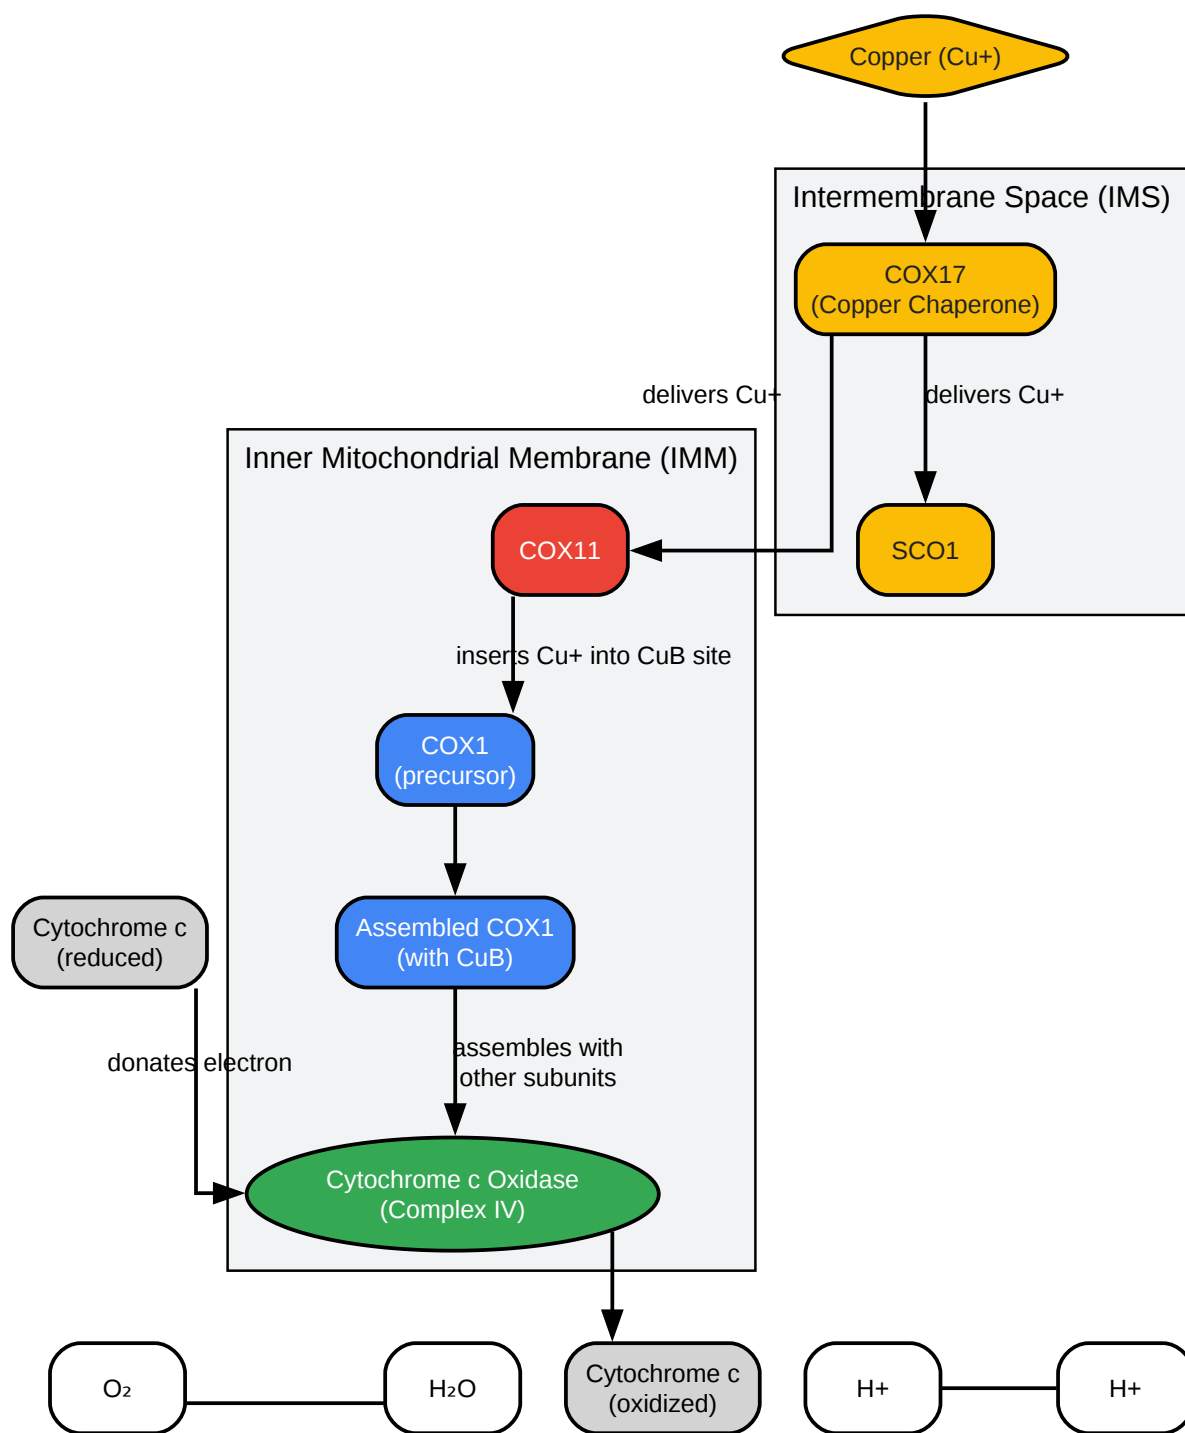 Copper (Cu+)
Intermembrane Space (IMS)
COX17
(Copper Chaperone)
delivers Cu+
delivers Cu+
Inner Mitochondrial Membrane (IMM)
COX11
SCO1
inserts Cu+ into CuB site
COX1
(precursor)
Cytochrome c
(reduced)
Assembled COX1
(with CuB)
donates electron
assembles with
other subunits
Cytochrome c Oxidase
(Complex IV)
O₂
H₂O
Cytochrome c
(oxidized)
H+
H+